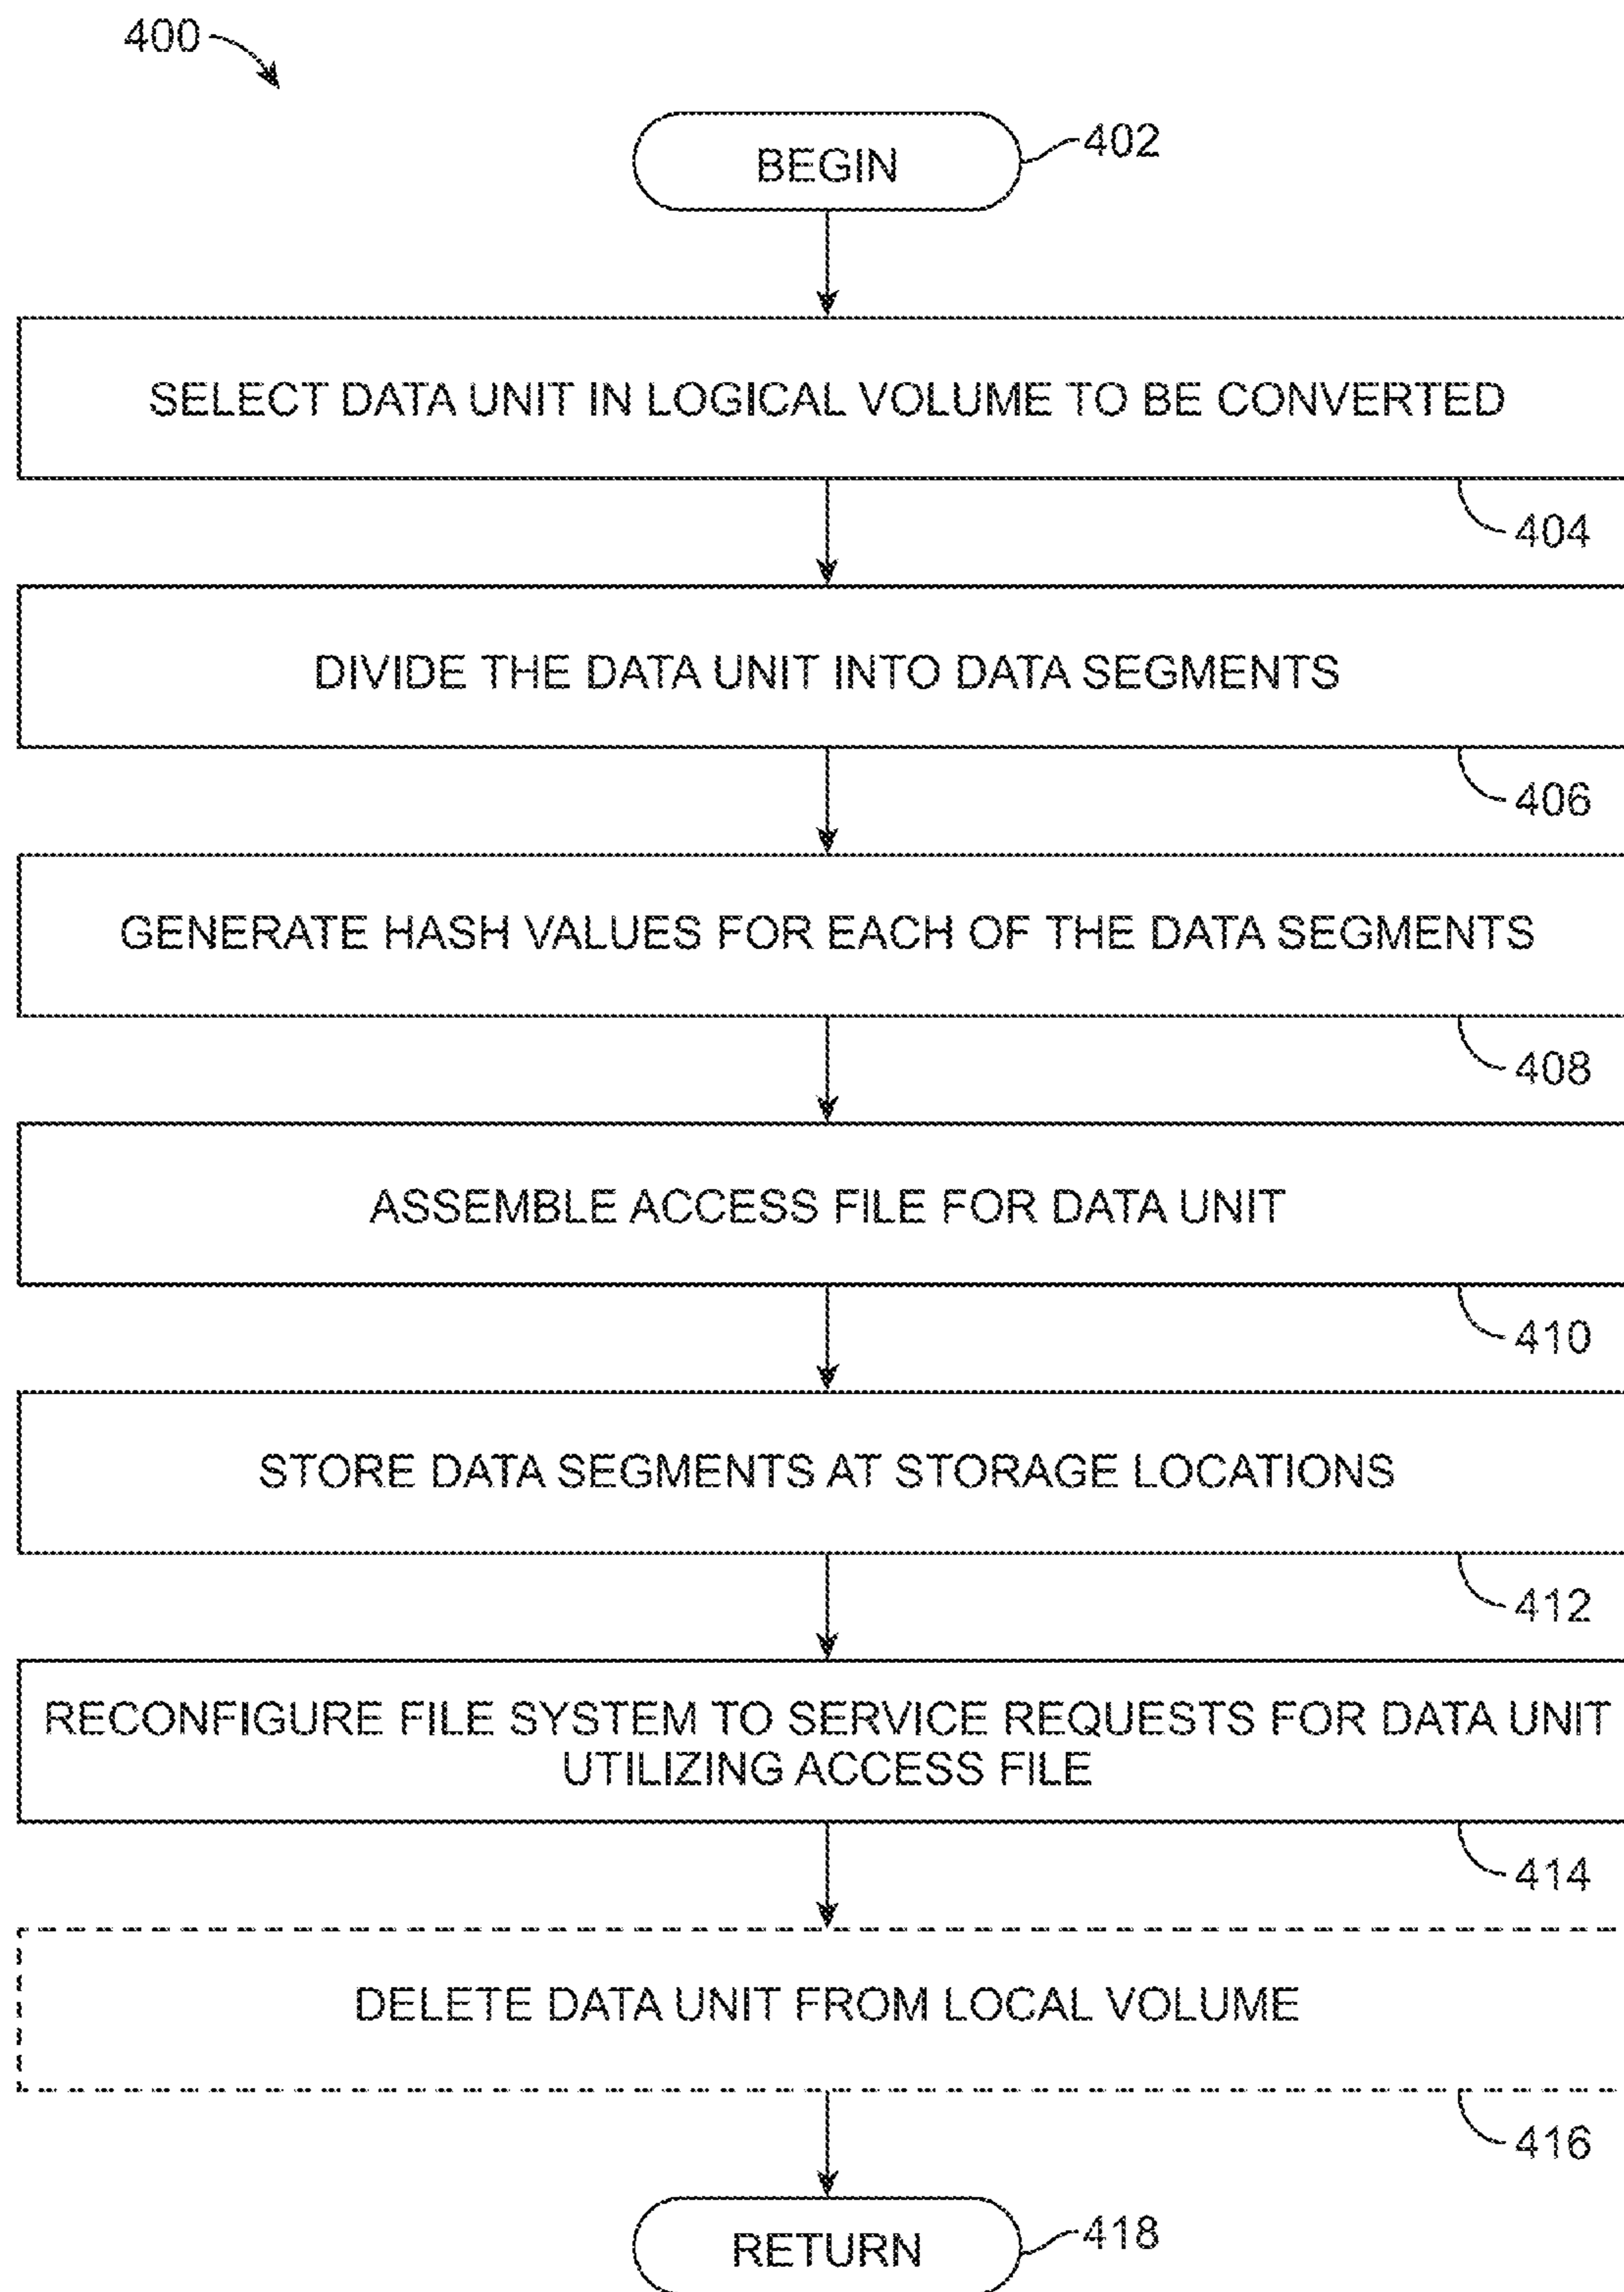 400
BEGIN
402
SELECT DATA UNIT IN LOGICAL VOLUME TO BE CONVERTED
404
DIVIDE THE DATA UNIT INTO DATA SEGMENTS
406
GENERATE HASH VALUES FOR EACH OF THE DATA SEGMENTS
408
ASSEMBLE ACCESS FILE FOR DATA UNIT
410
STORE DATA SEGMENTS AT STORAGE LOCATIONS
412
RECONFIGURE FILE SYSTEM TO SERVICE REQUESTS FOR DATA UNIT
UTILIZING ACCESS FILE
414
DELETE DATA UNIT FROM LOCAL VOLUME
416
RETURN
418